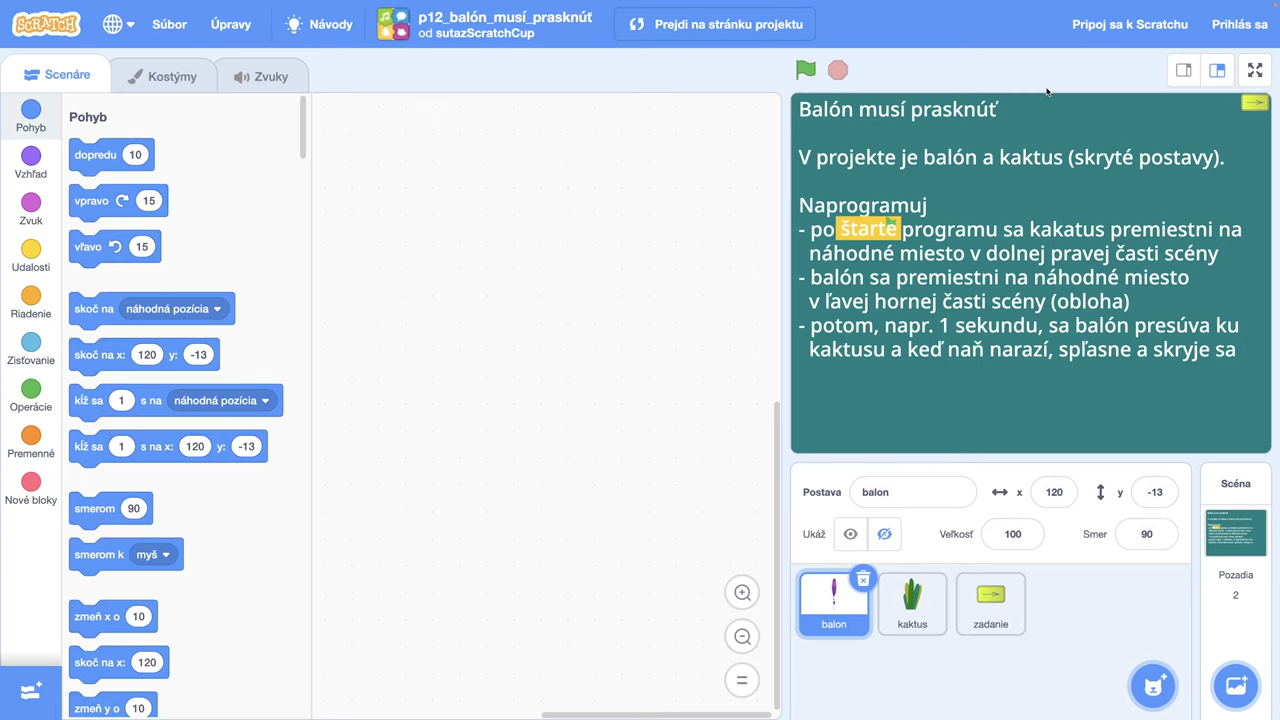 SCRATCH
Súbor
Úpravy
Návody
p12_balón_musí_prasknúť
od sutazScratchCup
Prejdi na stránku projektu
Pripoj sa k Scratchu
Prihlás sa
Scenáre
Kostýmy
Zvuky
Pohyb
Vzhľad
Zvuk
Udalosti
Riadenie
Zisťovanie
Operácie
Premenné
Nové bloky
Pohyb
dopredu 10
vpravo 15
vľavo 15
skoč na náhodná pozícia
skoč na x: 120 y: -13
kĺž sa 1 s na náhodná pozícia
kĺž sa 1 s na x: 120 y: -13
smerom 90
smerom k myš
zmeň x o 10
skoč na x: 120
zmeň y o 10
Balón musí prasknúť
V projekte je balón a kaktus (skryté postavy).
Naprogramuj
- po štarte programu sa kakatus premiestni na
náhodné miesto v dolnej pravej časti scény
- balón sa premiestni na náhodné miesto
v ľavej hornej časti scény (obloha)
- potom, napr. 1 sekundu, sa balón presúva ku
kaktusu a keď naň narazí, spľasne a skryje sa
Postava balon x 120 y -13
Ukáž Veľkosť 100 Smer 90
balon
kaktus
zadanie
Scéna
Pozadia
2